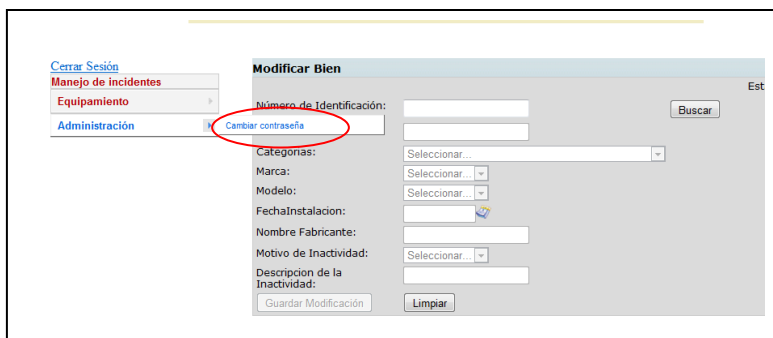 Cerrar Sesión
Manejo de incidentes
Equipamiento
Administración
Cambiar contraseña
Modificar Bien
Est
Número de Identificación:
Buscar
Categorias:
Seleccionar...
Marca:
Seleccionar...
Modelo:
Seleccionar...
FechaInstalacion:
Nombre Fabricante:
Motivo de Inactividad:
Seleccionar...
Descripcion de la
Inactividad:
Guardar Modificación
Limpiar